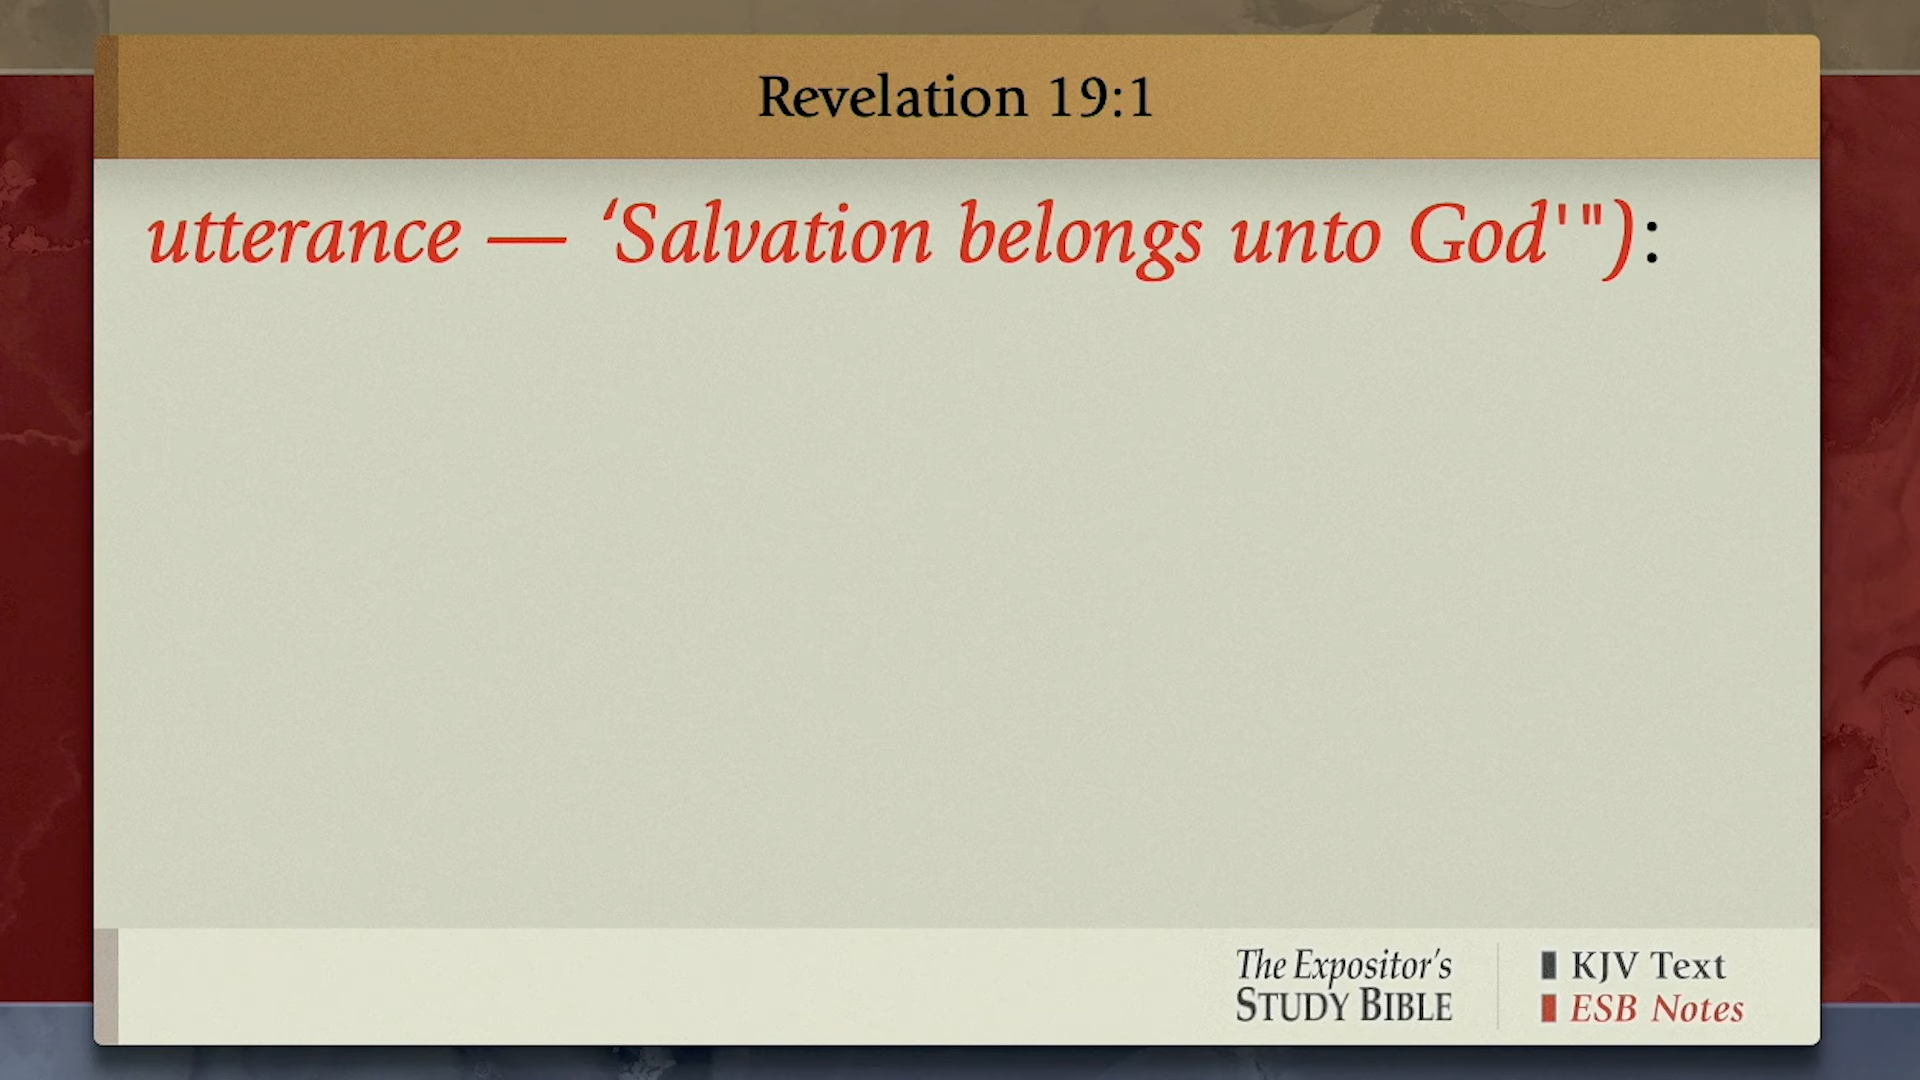 Revelation 19:1
utterance — ‘Salvation belongs unto God'"):
The Expositor's
STUDY BIBLE
KJV Text
ESB Notes